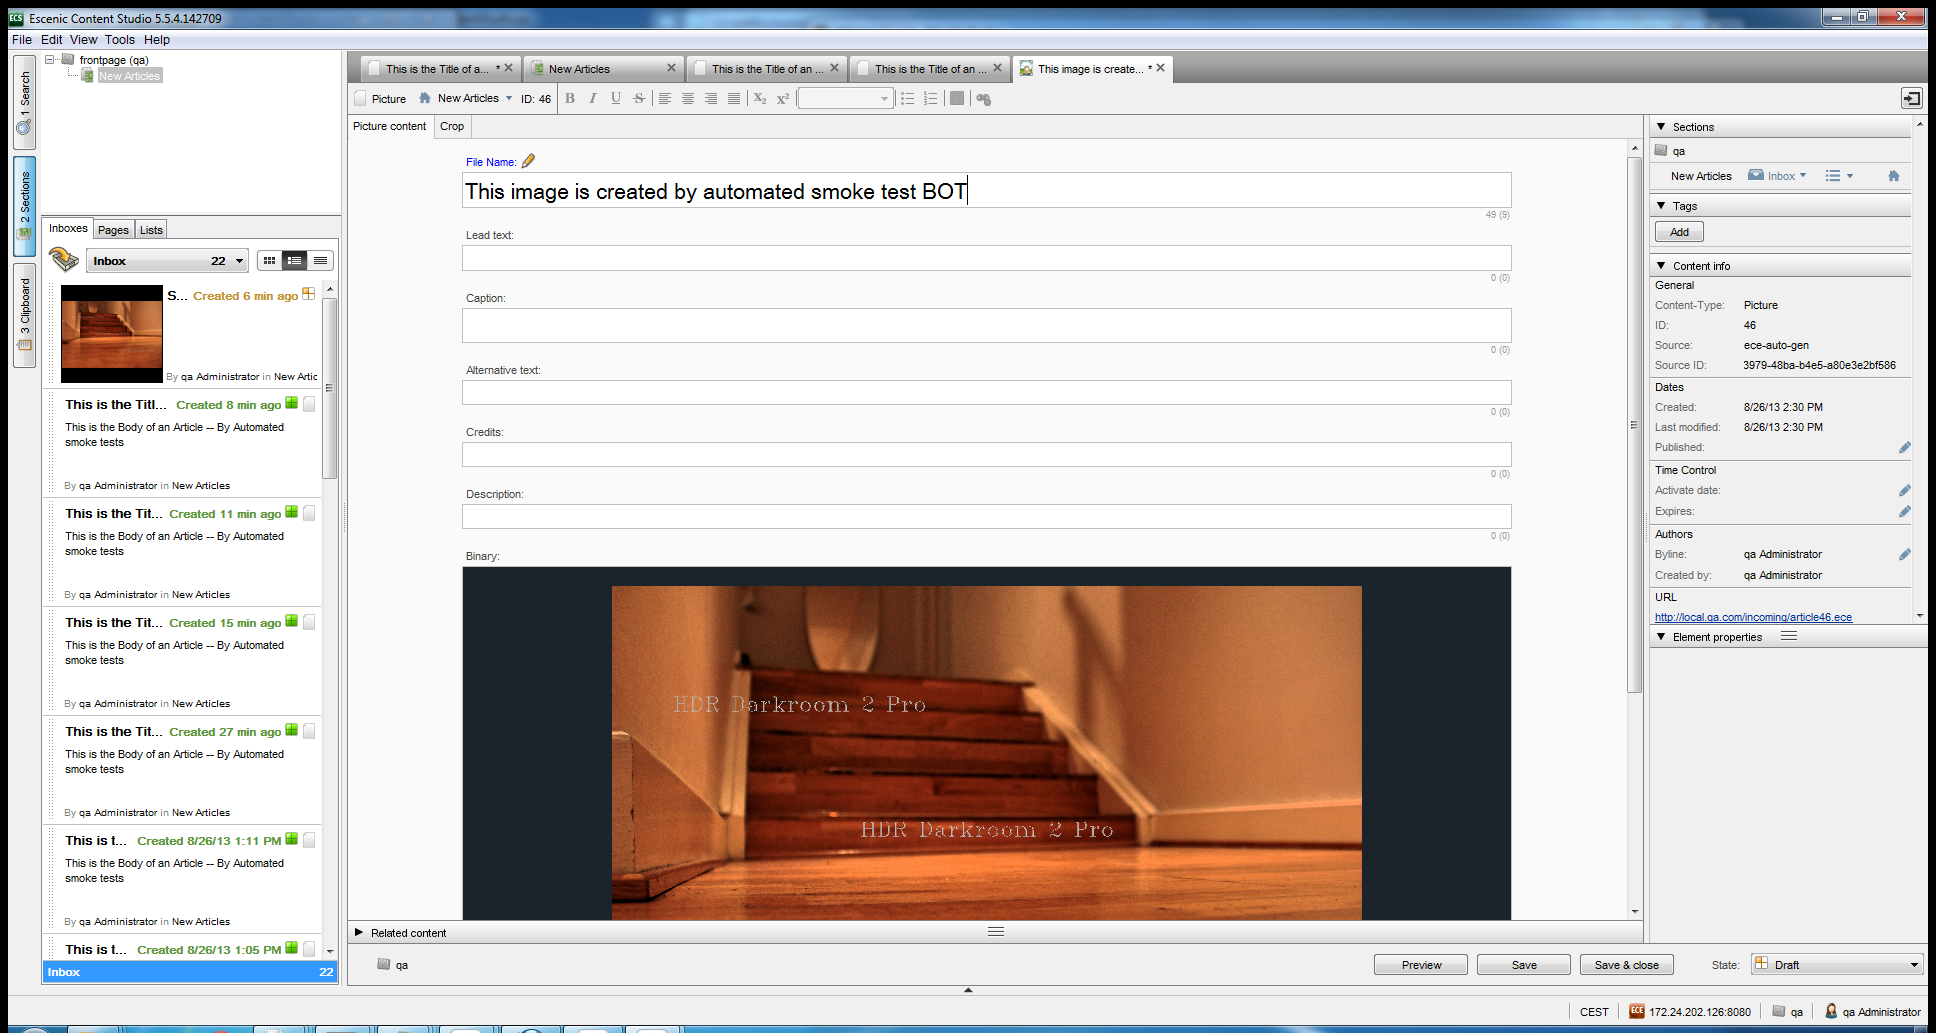 Escenic Content Studio 5.5.4.142709
File Edit View Tools Help
1 Search
2 Sections
3 Clipboard
frontpage (qa)
New Articles
Inboxes Pages Lists
Inbox 22
S... Created 6 min ago
By qa Administrator in New Artic
This is the Titl... Created 8 min ago
This is the Body of an Article -- By Automated
smoke tests
By qa Administrator in New Articles
This is the Tit... Created 11 min ago
This is the Body of an Article -- By Automated
smoke tests
By qa Administrator in New Articles
This is the Tit... Created 15 min ago
This is the Body of an Article -- By Automated
smoke tests
By qa Administrator in New Articles
This is the Tit... Created 27 min ago
This is the Body of an Article -- By Automated
smoke tests
By qa Administrator in New Articles
This is t... Created 8/26/13 1:11 PM
This is the Body of an Article -- By Automated
smoke tests
By qa Administrator in New Articles
This is t... Created 8/26/13 1:05 PM
Inbox 22
This is the Title of a... * New Articles This is the Title of an ... This is the Title of an ... This image is create... *
Picture New Articles ID: 46 B I U S X2 X2
Picture content Crop
File Name:
This image is created by automated smoke test BOT
49 (9)
Lead text:
0 (0)
Caption:
0 (0)
Alternative text:
0 (0)
Credits:
0 (0)
Description:
0 (0)
Binary:
HDR Darkroom 2 Pro
HDR Darkroom 2 Pro
Related content
qa Preview Save Save & close State: Draft
Sections
qa
New Articles Inbox
Tags
Add
Content info
General
Content-Type: Picture
ID: 46
Source: ece-auto-gen
Source ID: 3979-48ba-b4e5-a80e3e2bf586
Dates
Created: 8/26/13 2:30 PM
Last modified: 8/26/13 2:30 PM
Published:
Time Control
Activate date:
Expires:
Authors
Byline: qa Administrator
Created by: qa Administrator
URL
http://local.qa.com/incoming/article46.ece
Element properties
CEST ECE 172.24.202.126:8080 qa qa Administrator